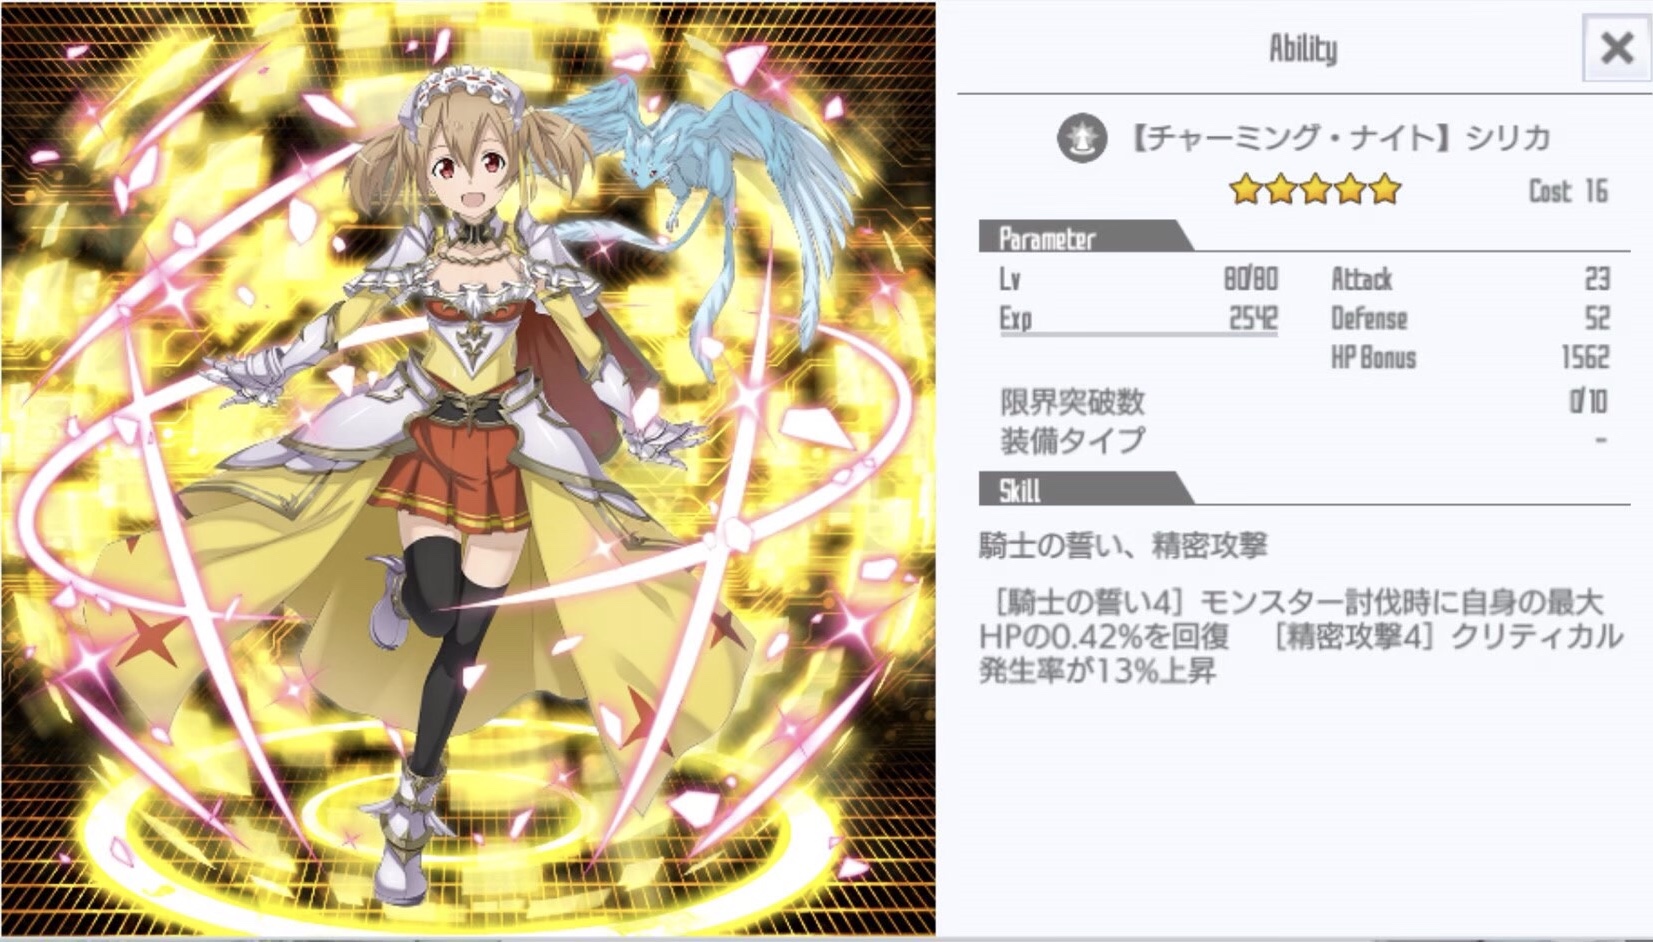 Ability
【チャーミング・ナイト】シリカ
Cost 16
Parameter
Lv 80/80 Attack 23
Exp 2542 Defense 52
HP Bonus 1562
限界突破数 0/10
装備タイプ -
Skill
騎士の誓い、精密攻撃
［騎士の誓い4］モンスター討伐時に自身の最大
HPの0.42%を回復　［精密攻撃4］クリティカル
発生率が13%上昇